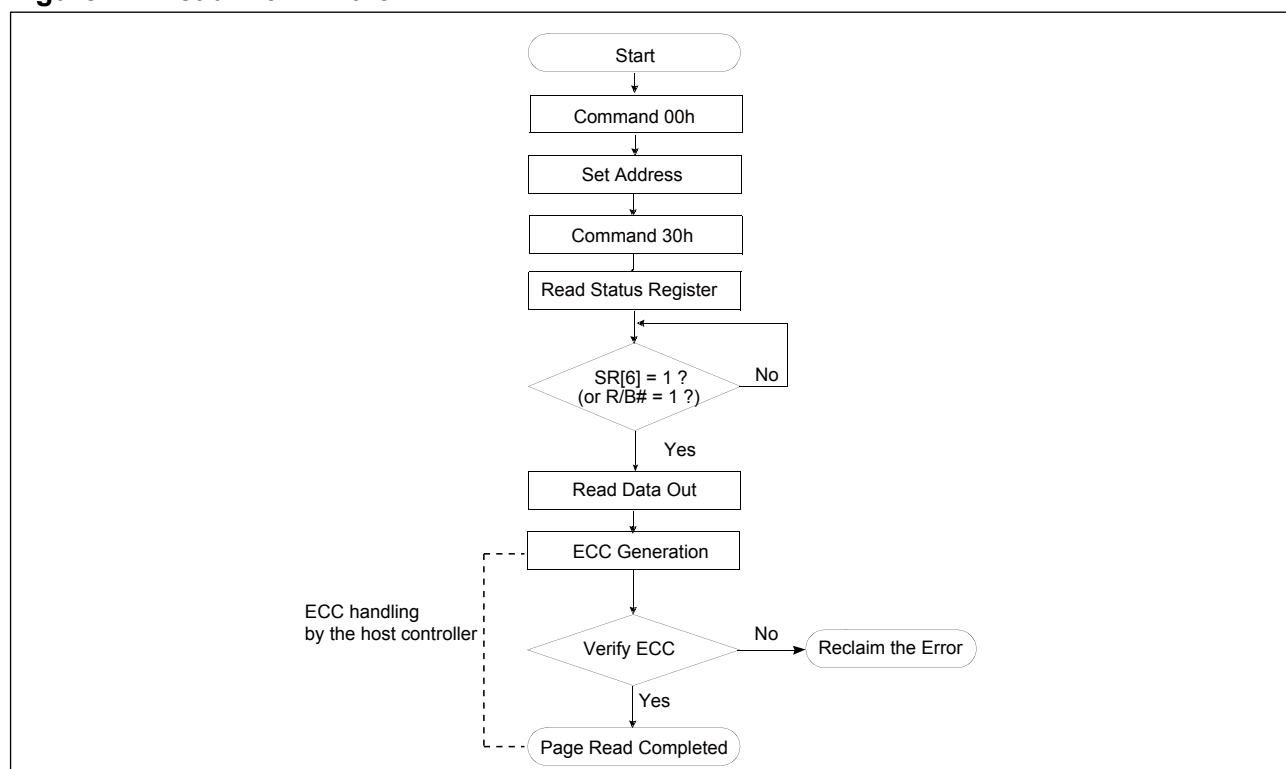 Start
Command 00h
Set Address
Command 30h
Read Status Register
SR[6] = 1 ?
(or R/B# = 1 ?)
No
Yes
Read Data Out
ECC Generation
ECC handling
by the host controller
Verify ECC
No
Reclaim the Error
Yes
Page Read Completed